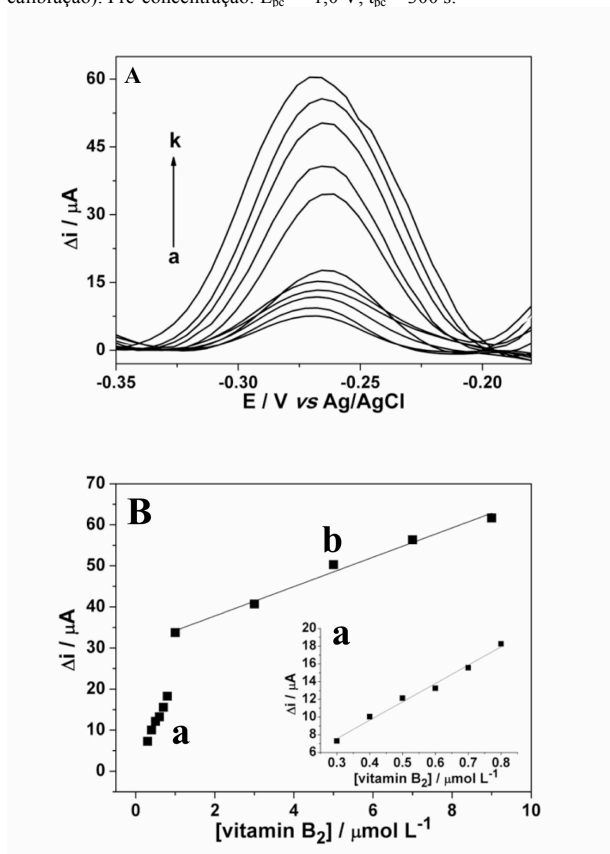 calibração). Pré-concentração: Epc = -1,0 V; tpc = 300 s.
A
60
45
30
15
0
k
a
Δi / μA
-0.35 -0.30 -0.25 -0.20
E / V vs Ag/AgCl
B
70
60
50
40
30
20
10
0
Δi / μA
b
a
a
20
18
16
14
12
10
8
6
Δi / μA
0.3 0.4 0.5 0.6 0.7 0.8
[vitamin B2] / μmol L-1
0 2 4 6 8 10
[vitamin B2] / μmol L-1